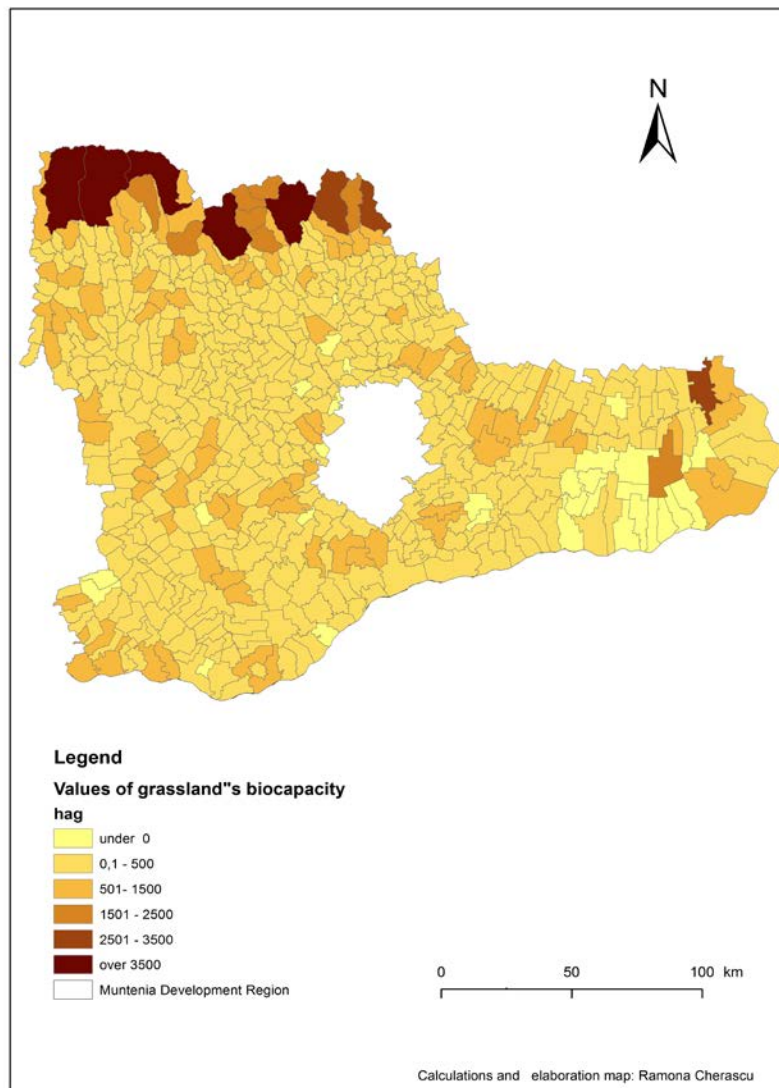 N
Legend
Values of grassland"s biocapacity
hag
under 0
0,1 - 500
501- 1500
1501 - 2500
2501 - 3500
over 3500
Muntenia Development Region
0 50 100 km
Calculations and elaboration map: Ramona Cherascu